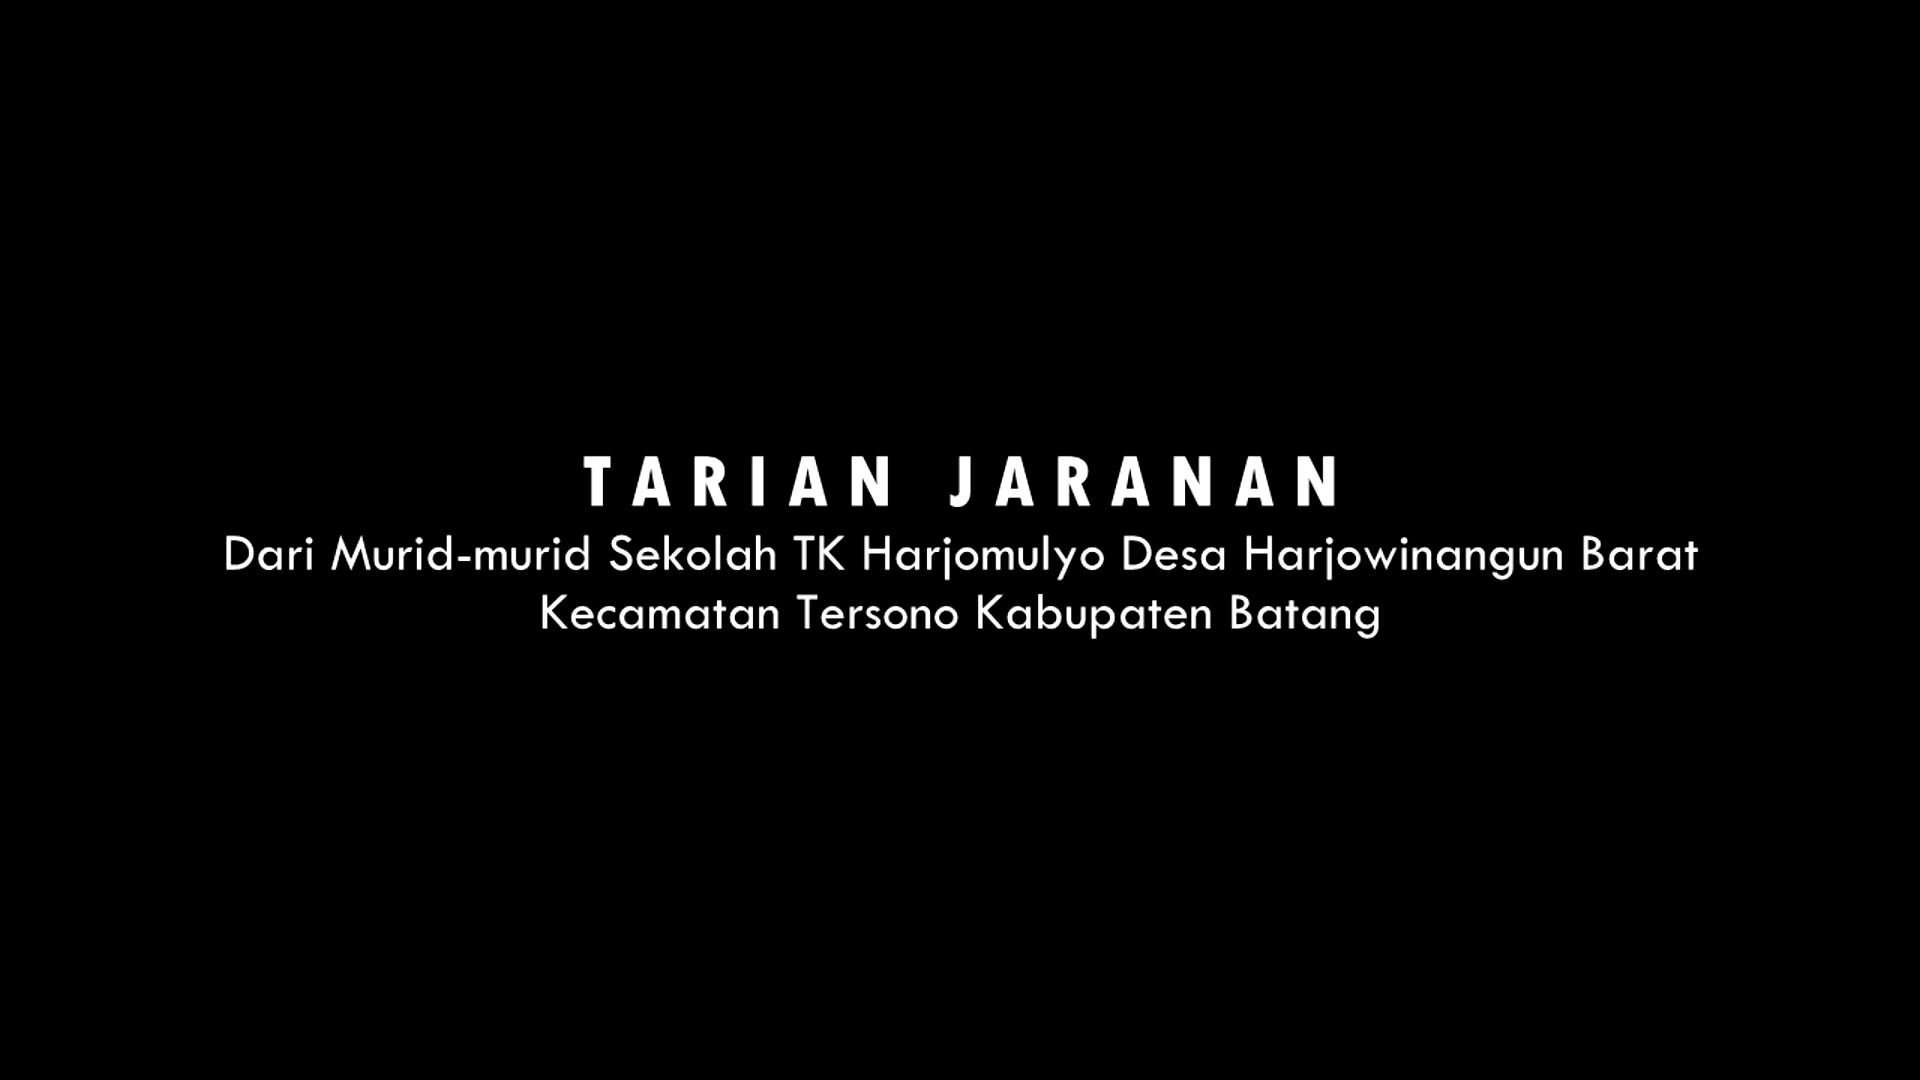 TARIAN JARANAN
Dari Murid-murid Sekolah TK Harjomulyo Desa Harjowinangun Barat
Kecamatan Tersono Kabupaten Batang